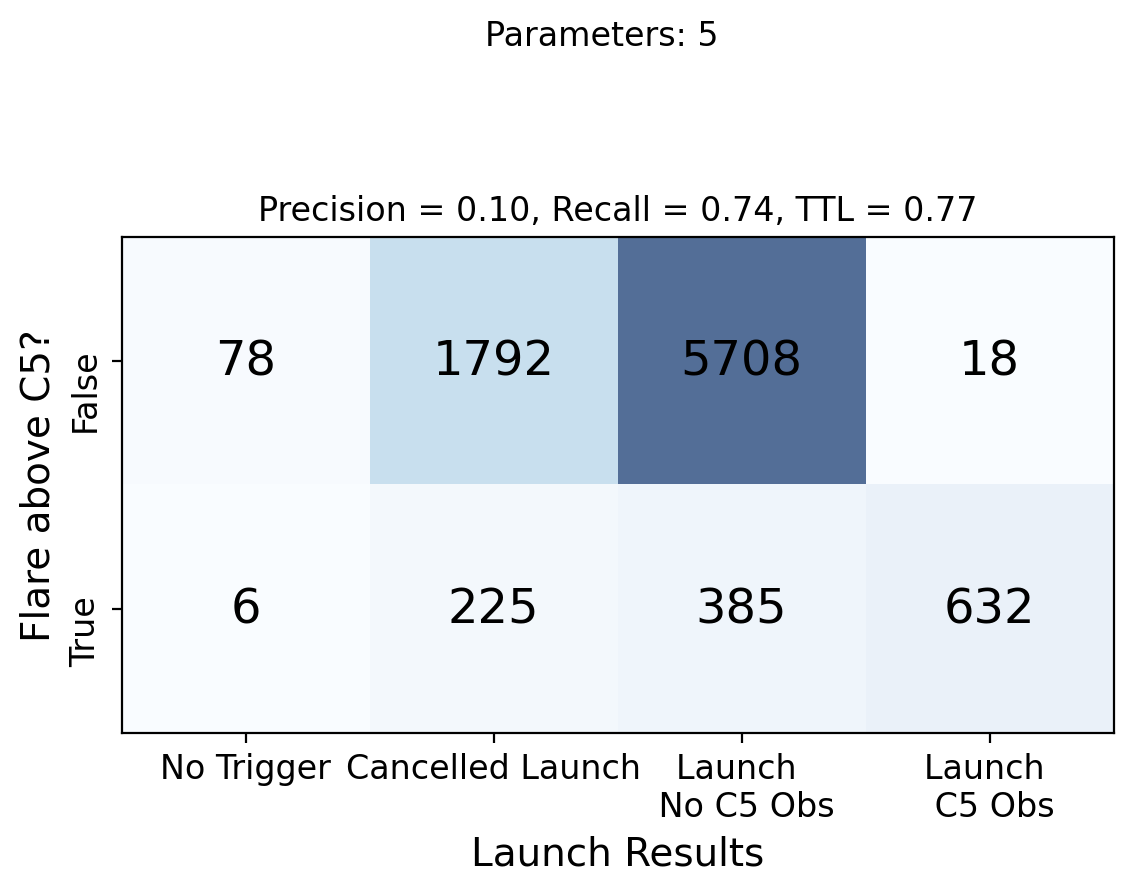 Parameters: 5
Precision = 0.10, Recall = 0.74, TTL = 0.77
Flare above C5?
False
78
1792
5708
18
True
6
225
385
632
No Trigger
Cancelled Launch
Launch
No C5 Obs
Launch
C5 Obs
Launch Results